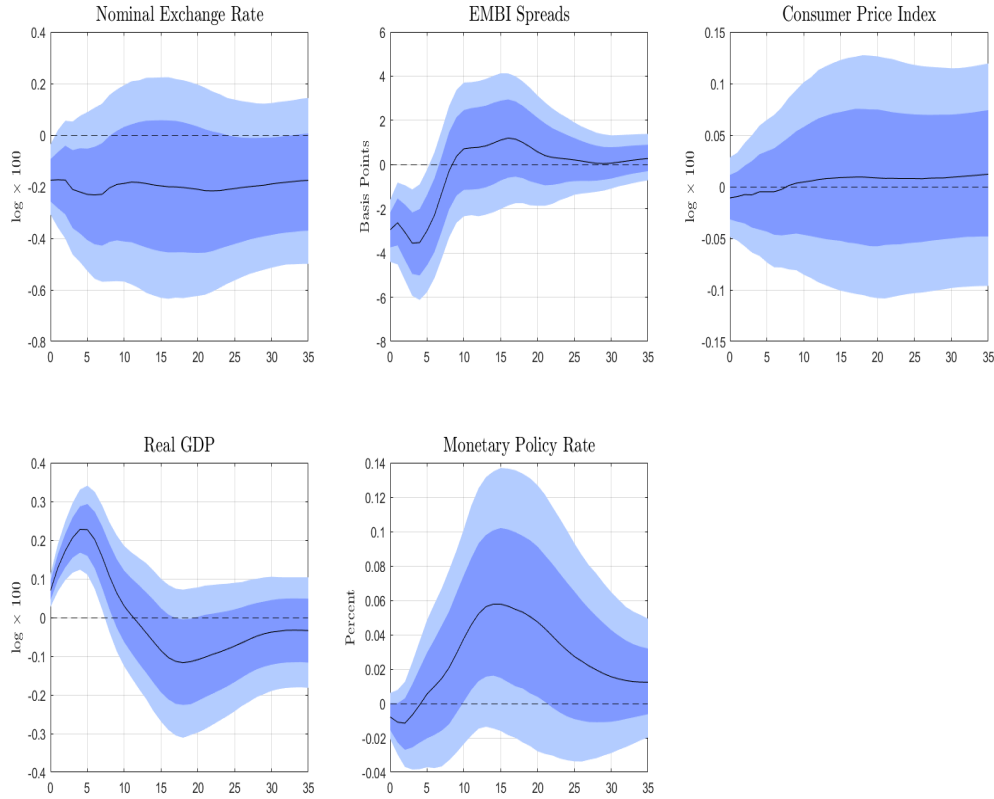 Nominal Exchange Rate
EMBI Spreads
Consumer Price Index
log × 100
0.4
0.2
0
-0.2
-0.4
-0.6
-0.8
0 5 10 15 20 25 30 35
Basis Points
6
4
2
0
-2
-4
-6
-8
0 5 10 15 20 25 30 35
log × 100
0.15
0.1
0.05
0
-0.05
-0.1
-0.15
0 5 10 15 20 25 30 35
Real GDP
Monetary Policy Rate
log × 100
0.4
0.3
0.2
0.1
0
-0.1
-0.2
-0.3
-0.4
0 5 10 15 20 25 30 35
Percent
0.14
0.12
0.1
0.08
0.06
0.04
0.02
0
-0.02
-0.04
0 5 10 15 20 25 30 35